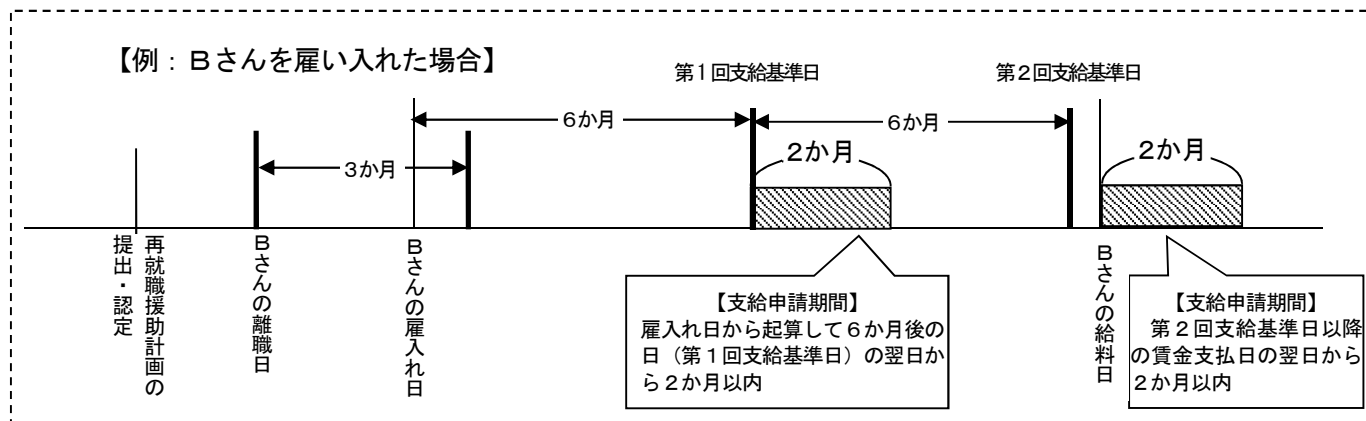 【例：Ｂさんを雇い入れた場合】
第１回支給基準日
第２回支給基準日
６か月
６か月
３か月
２か月
２か月
再就職援助計画の
提出・認定
Ｂさんの離職日
Ｂさんの雇入れ日
Ｂさんの給料日
【支給申請期間】
雇入れ日から起算して６か月後の
日（第１回支給基準日）の翌日か
ら２か月以内
【支給申請期間】
第２回支給基準日以降
の賃金支払日の翌日から
２か月以内